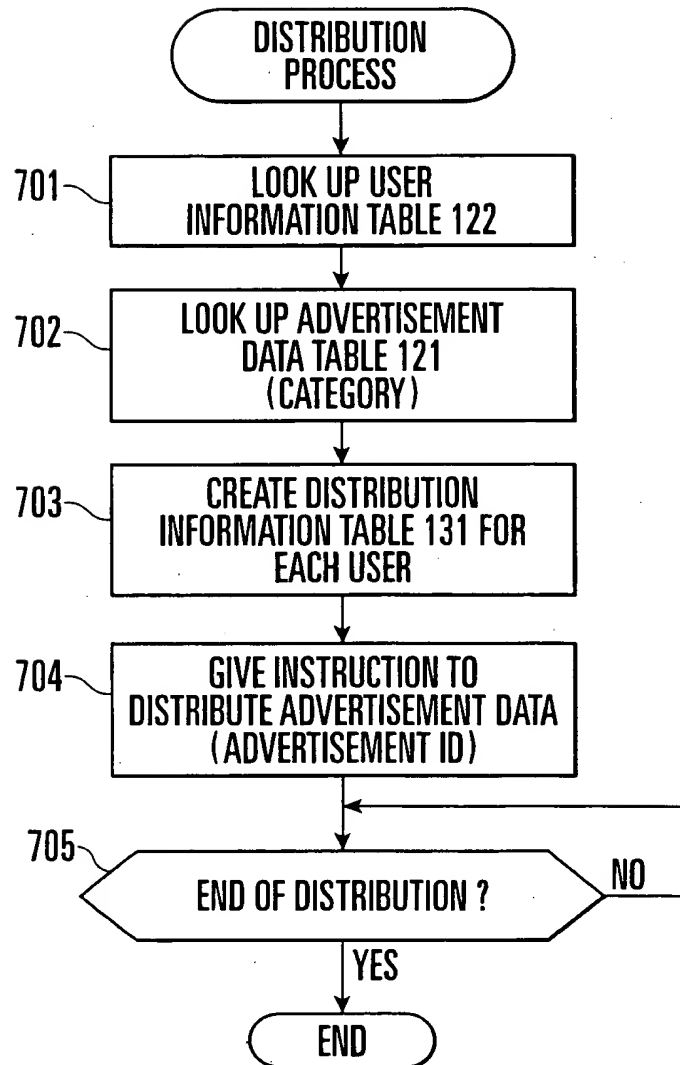 DISTRIBUTION
PROCESS
701
LOOK UP USER
INFORMATION TABLE 122
702
LOOK UP ADVERTISEMENT
DATA TABLE 121
(CATEGORY)
703
CREATE DISTRIBUTION
INFORMATION TABLE 131 FOR
EACH USER
704
GIVE INSTRUCTION TO
DISTRIBUTE ADVERTISEMENT DATA
(ADVERTISEMENT ID)
705
END OF DISTRIBUTION ?
NO
YES
END